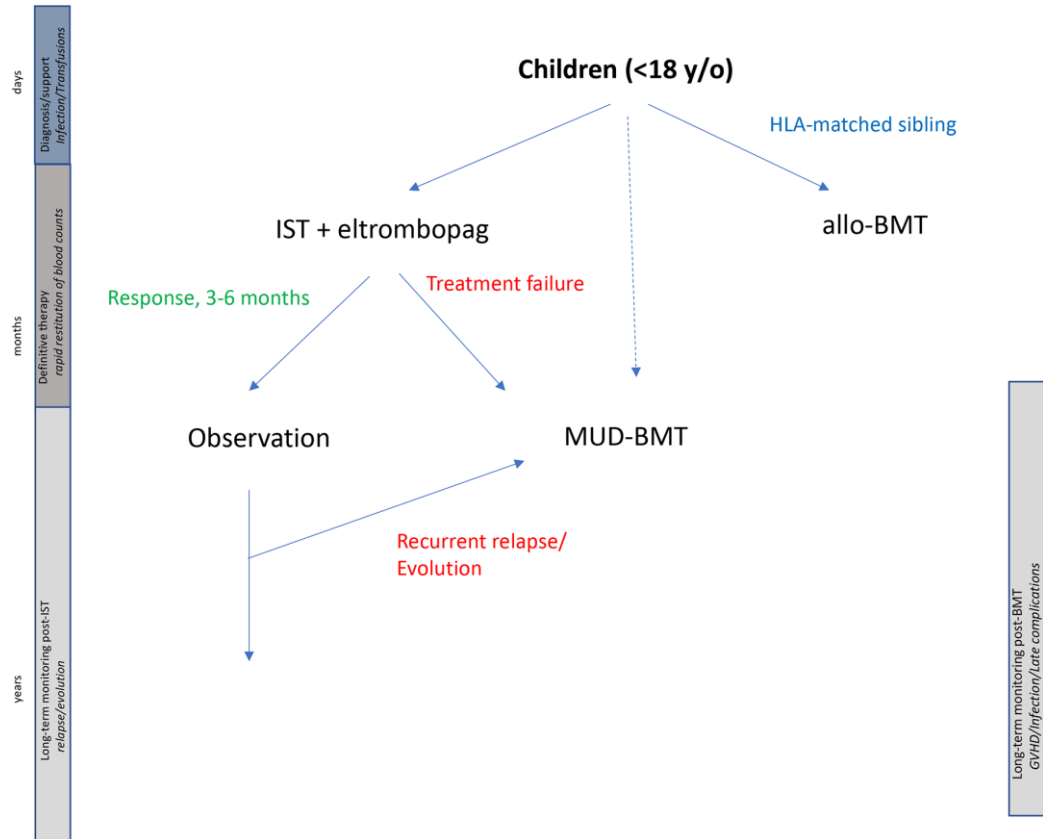 Children (<18 y/o)
HLA-matched sibling
IST + eltrombopag
allo-BMT
Response, 3-6 months
Treatment failure
Observation
MUD-BMT
Recurrent relapse/
Evolution
days
Diagnosis/support
Infection/Transfusions
months
Definitive therapy
rapid restitution of blood counts
years
Long-term monitoring post-IST
relapse/evolution
Long-term monitoring post-BMT
GVHD/Infection/Late complications